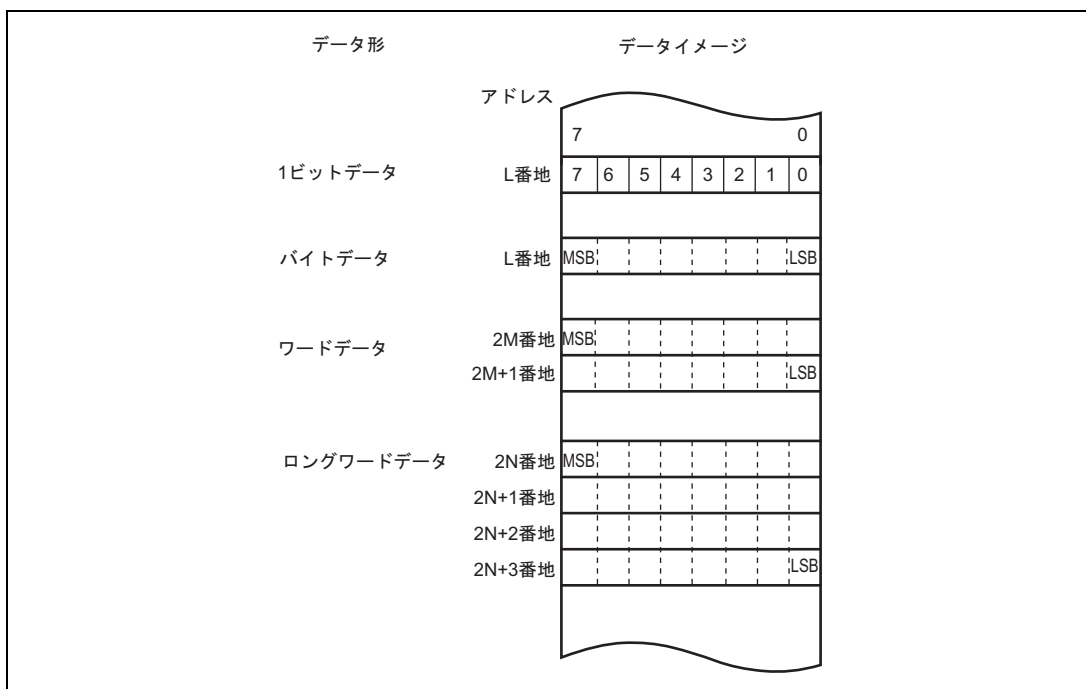 データ形 データイメージ
アドレス
7 0
1ビットデータ L番地 7 6 5 4 3 2 1 0
バイトデータ L番地 MSB LSB
ワードデータ 2M番地 MSB
2M+1番地 LSB
ロングワードデータ 2N番地 MSB
2N+1番地
2N+2番地
2N+3番地 LSB